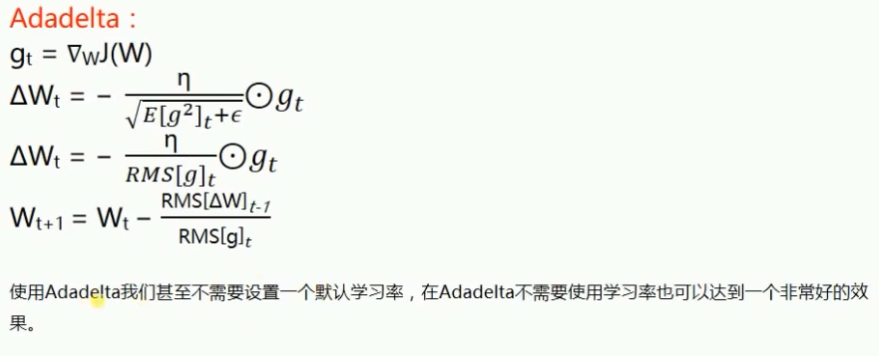 Adadelta：
gt = ∇WJ(W)
ΔWt = − η / √(E[g²]t+ϵ) ⊙ gt
ΔWt = − η / RMS[g]t ⊙ gt
Wt+1 = Wt − RMS[ΔW]t-1 / RMS[g]t
使用Adadelta我们甚至不需要设置一个默认学习率，在Adadelta不需要使用学习率也可以达到一个非常好的效
果。